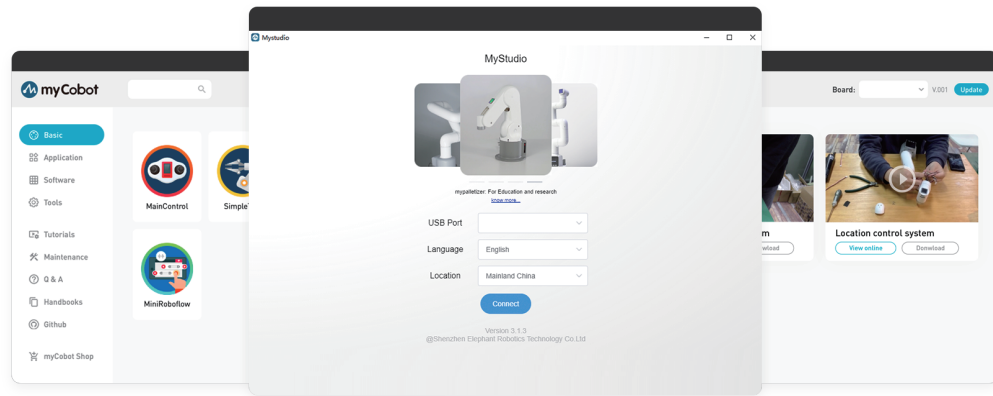 Mystudio
MyStudio
mypalletizer: For Education and research
know more...
USB Port
Language
English
Location
Mainland China
Connect
Version 3.1.3
@Shenzhen Elephant Robotics Technology Co.Ltd
myCobot
Basic
Application
Software
Tools
Tutorials
Maintenance
Q & A
Handbooks
Github
myCobot Shop
MainControl
Simple
MiniRoboflow
Board:
V.001
Update
Location control system
View online
Donwload